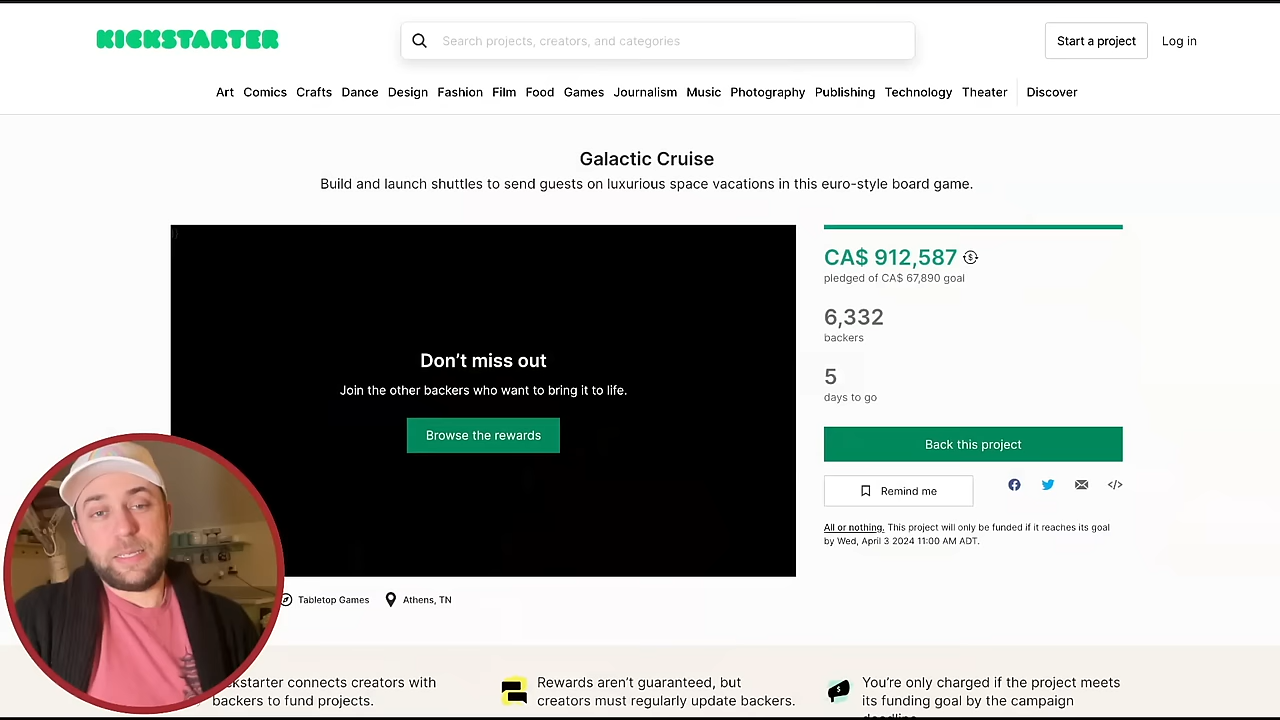 KICKSTARTER
Search projects, creators, and categories
Start a project
Log in
Art Comics Crafts Dance Design Fashion Film Food Games Journalism Music Photography Publishing Technology Theater Discover
Galactic Cruise
Build and launch shuttles to send guests on luxurious space vacations in this euro-style board game.
Don’t miss out
Join the other backers who want to bring it to life.
Browse the rewards
CA$ 912,587
pledged of CA$ 67,890 goal
6,332
backers
5
days to go
Back this project
Remind me
All or nothing. This project will only be funded if it reaches its goal
by Wed, April 3 2024 11:00 AM ADT.
Tabletop Games
Athens, TN
connects creators with
backers to fund projects.
Rewards aren’t guaranteed, but
creators must regularly update backers.
You’re only charged if the project meets
its funding goal by the campaign